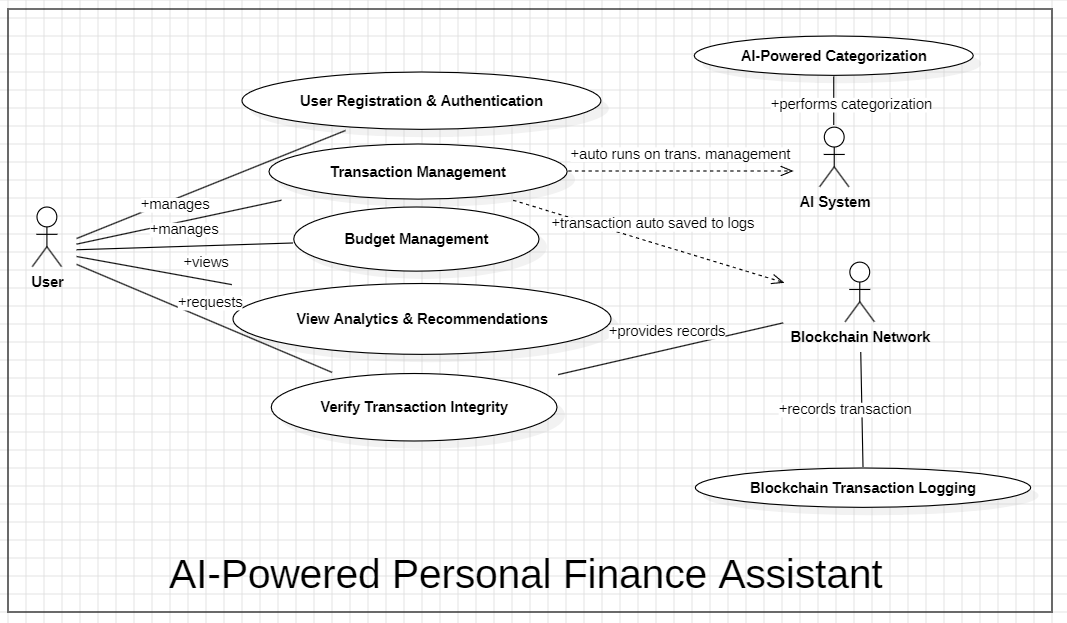 AI-Powered Categorization
User Registration & Authentication
+performs categorization
+auto runs on trans. management
Transaction Management
AI System
+manages
+transaction auto saved to logs
+manages
Budget Management
+views
User
+requests
View Analytics & Recommendations
+provides records
Blockchain Network
Verify Transaction Integrity
+records transaction
Blockchain Transaction Logging
AI-Powered Personal Finance Assistant